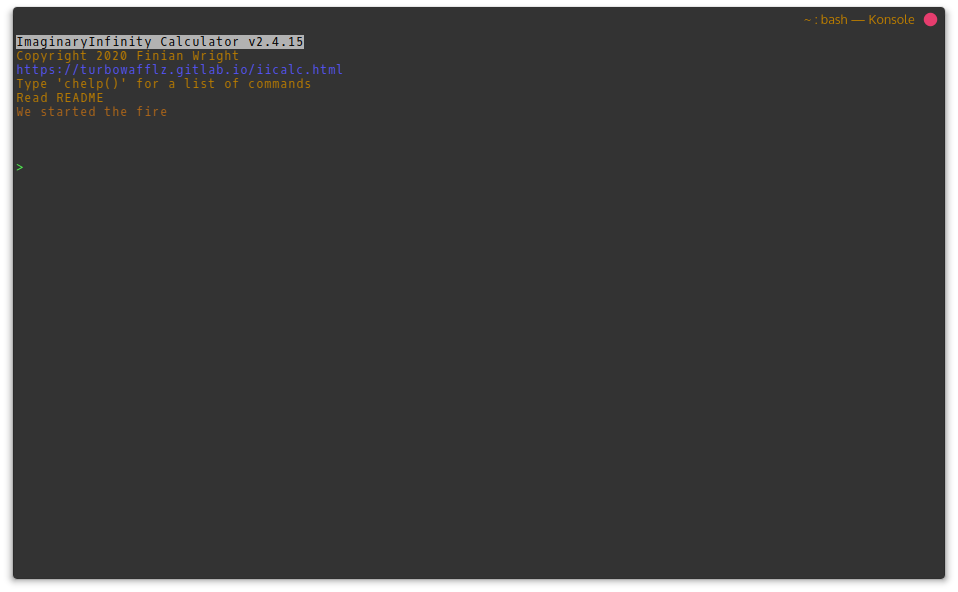 ~ : bash — Konsole
ImaginaryInfinity Calculator v2.4.15
Copyright 2020 Finian Wright
https://turbowafflz.gitlab.io/iicalc.html
Type 'chelp()' for a list of commands
Read README
We started the fire
>